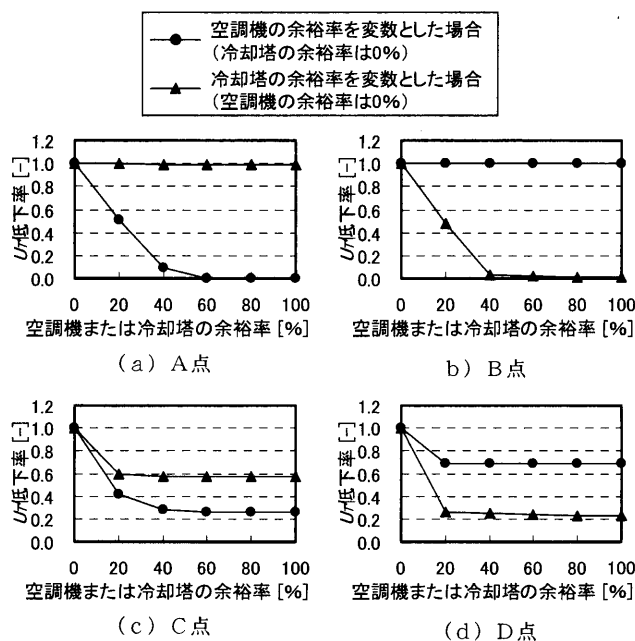 空調機の余裕率を変数とした場合
(冷却塔の余裕率は0%)
冷却塔の余裕率を変数とした場合
(空調機の余裕率は0%)
1.2
1.0
0.8
0.6
0.4
0.2
0.0
UT低下率 [-]
0 20 40 60 80 100
空調機または冷却塔の余裕率 [%]
(a) A点
1.2
1.0
0.8
0.6
0.4
0.2
0.0
UT低下率 [-]
0 20 40 60 80 100
空調機または冷却塔の余裕率 [%]
b) B点
1.2
1.0
0.8
0.6
0.4
0.2
0.0
UT低下率 [-]
0 20 40 60 80 100
空調機または冷却塔の余裕率 [%]
(c) C点
1.2
1.0
0.8
0.6
0.4
0.2
0.0
UT低下率 [-]
0 20 40 60 80 100
空調機または冷却塔の余裕率 [%]
(d) D点